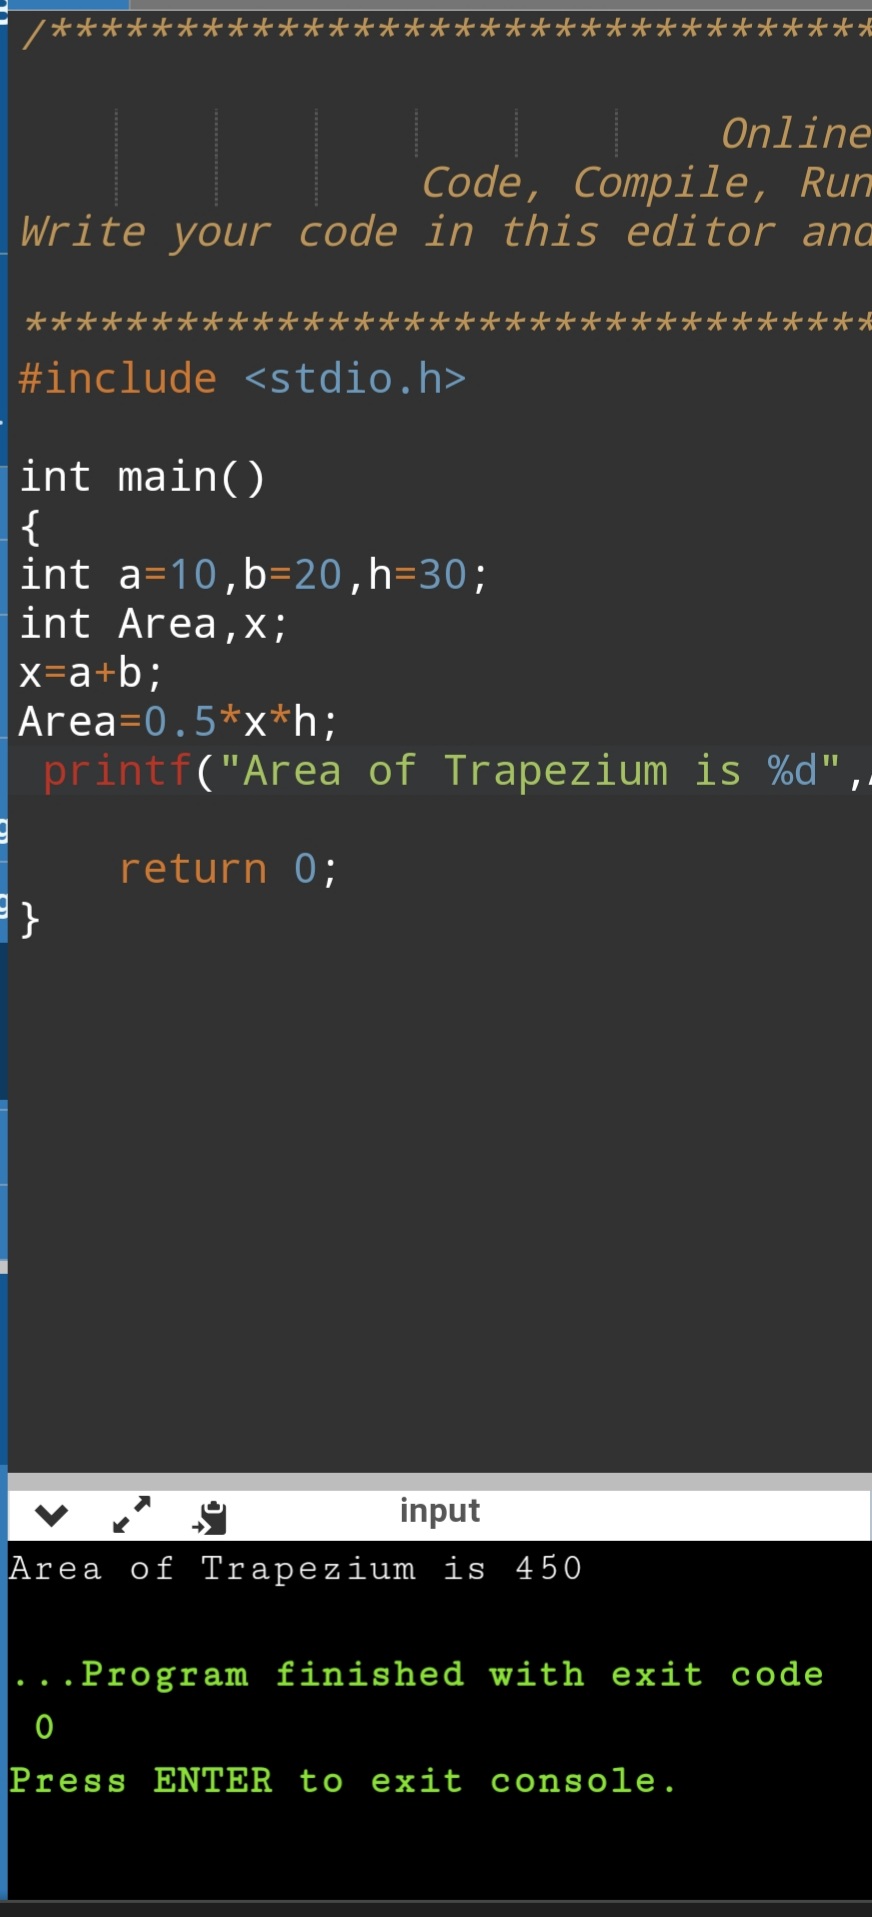 /*********************************
Online
Code, Compile, Run
Write your code in this editor and
**********************************
#include <stdio.h>
int main()
{
int a=10,b=20,h=30;
int Area,x;
x=a+b;
Area=0.5*x*h;
printf("Area of Trapezium is %d",
return 0;
}
input
Area of Trapezium is 450
...Program finished with exit code
0
Press ENTER to exit console.